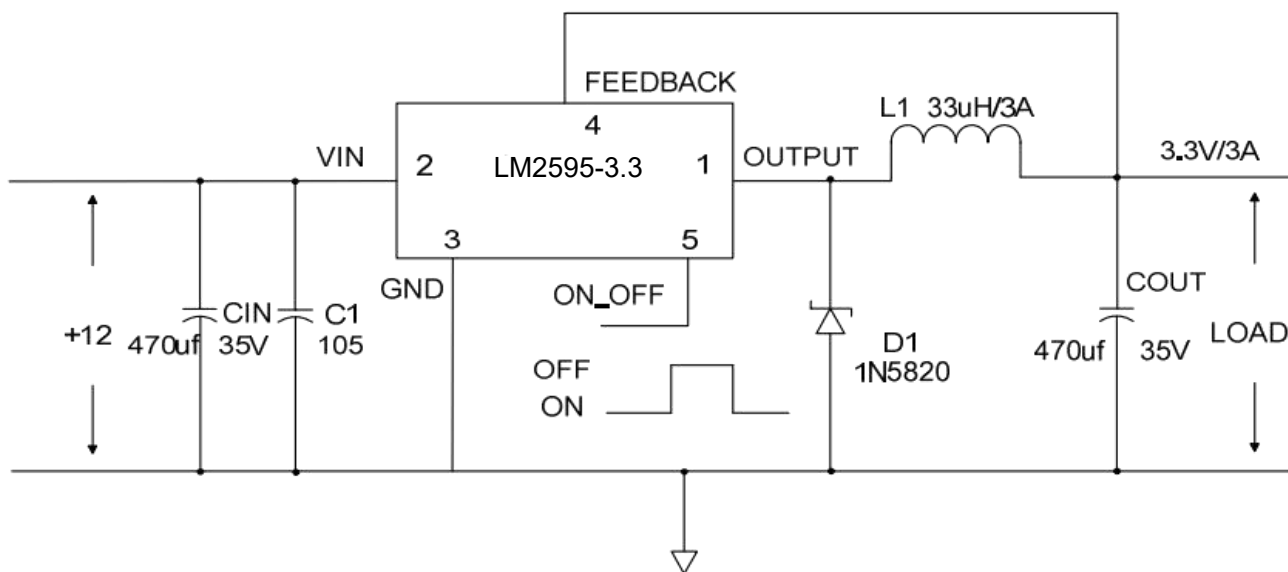 FEEDBACK
4
L1 33uH/3A
VIN
2
LM2595-3.3
1
OUTPUT
3.3V/3A
3
5
GND
ON_OFF
COUT
+12
CIN
C1
470uf
35V
105
D1
1N5820
470uf
35V
LOAD
OFF
ON